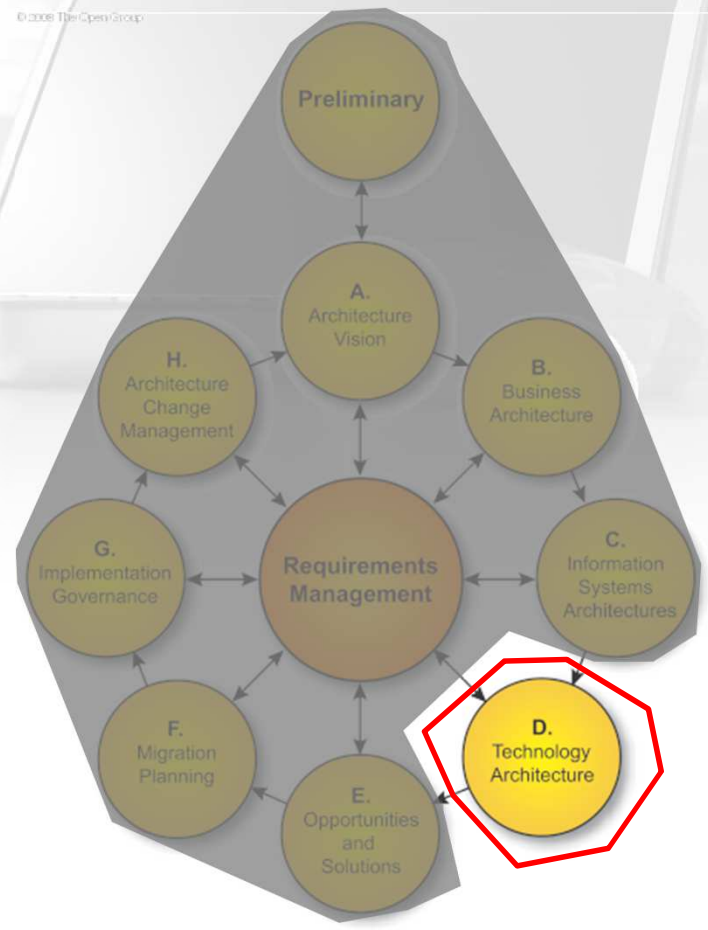 © 2008 The Open Group
Preliminary
A.
Architecture
Vision
H.
Architecture
Change
Management
B.
Business
Architecture
G.
Implementation
Governance
Requirements
Management
C.
Information
Systems
Architectures
F.
Migration
Planning
D.
Technology
Architecture
E.
Opportunities
and
Solutions